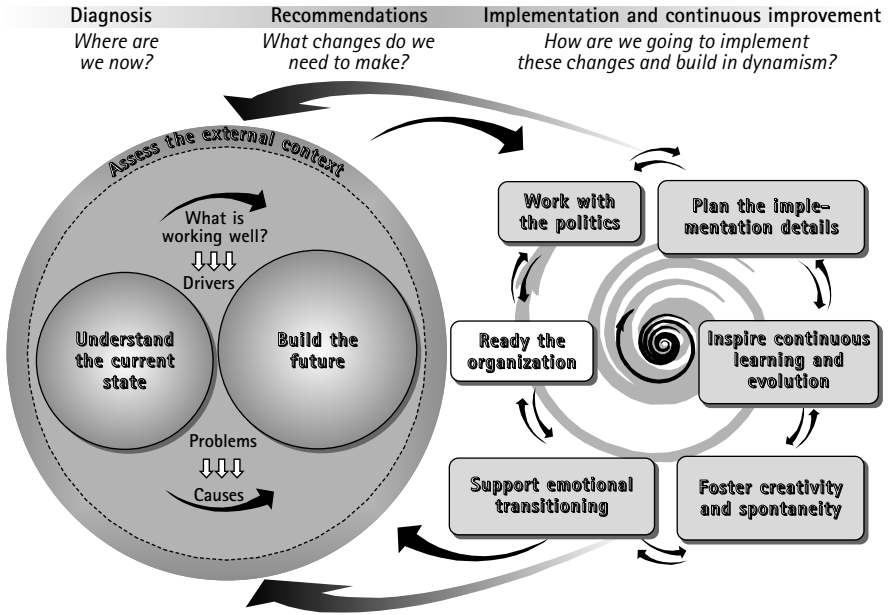 Diagnosis
Where are
we now?
Recommendations
What changes do we
need to make?
Implementation and continuous improvement
How are we going to implement
these changes and build in dynamism?
Assess the external context
What is
working well?
Drivers
Understand
the current
state
Build the
future
Problems
Causes
Work with
the politics
Plan the imple-
mentation details
Ready the
organization
Inspire continuous
learning and
evolution
Support emotional
transitioning
Foster creativity
and spontaneity